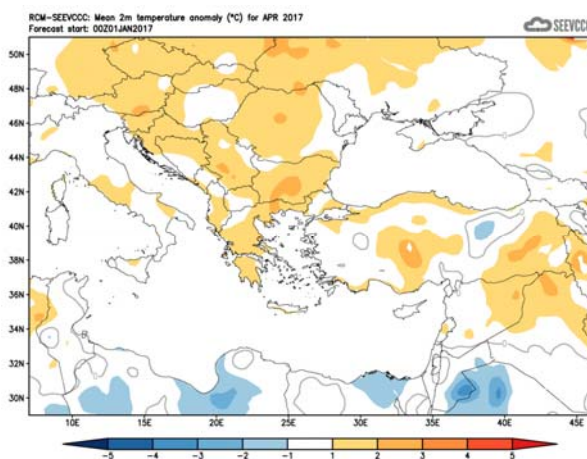 RCM-SEEVCCC: Mean 2m temperature anomaly (°C) for APR 2017
Forecast start: 00Z01JAN2017
SEEVCCC
50N
48N
46N
44N
42N
40N
38N
36N
34N
32N
30N
10E 15E 20E 25E 30E 35E 40E 45E
-5 -4 -3 -2 -1 1 2 3 4 5